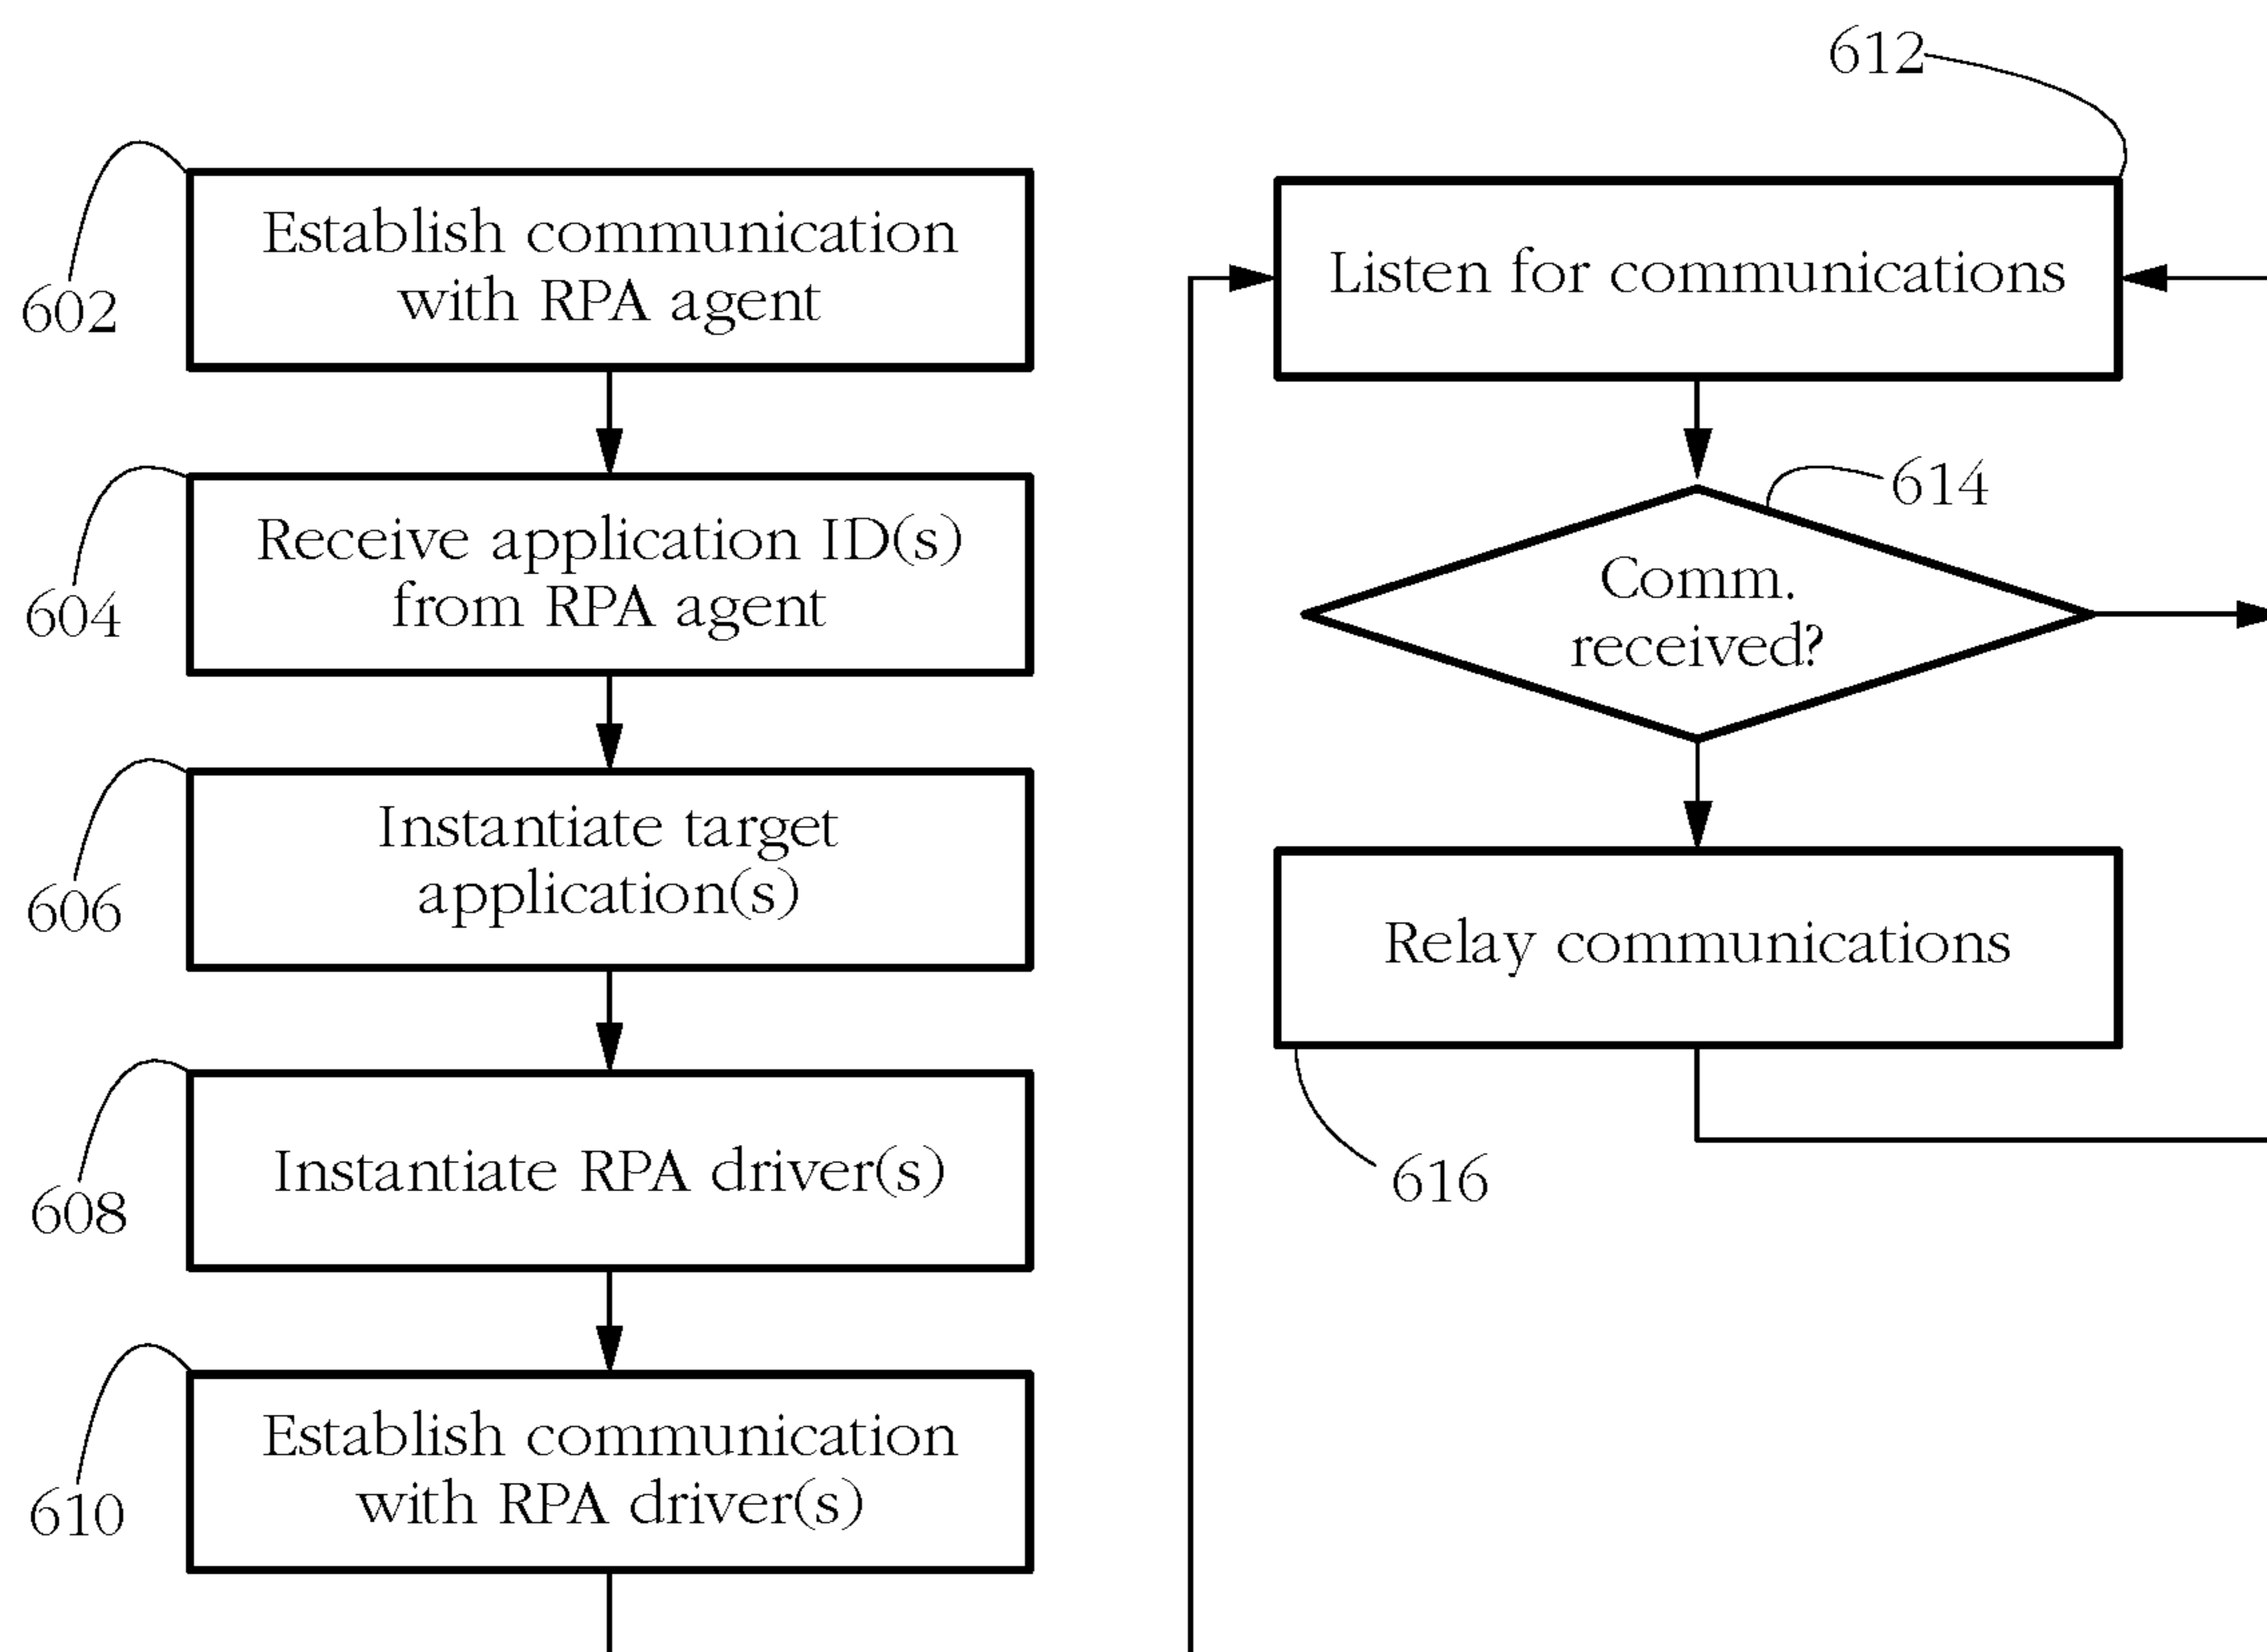 602
Establish communication
with RPA agent
604
Receive application ID(s)
from RPA agent
606
Instantiate target
application(s)
608
Instantiate RPA driver(s)
610
Establish communication
with RPA driver(s)
612
Listen for communications
614
Comm.
received?
Relay communications
616